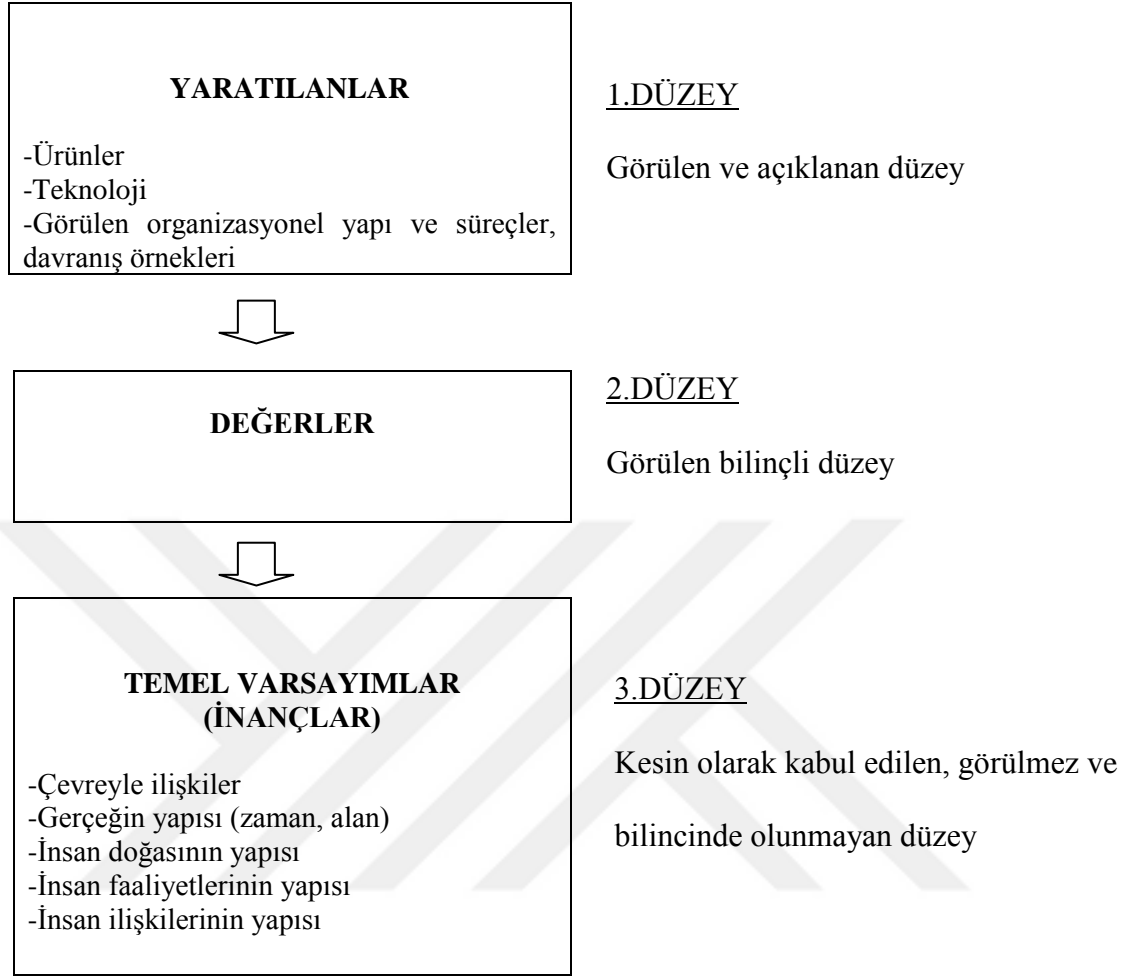 YARATILANLAR
-Ürünler
-Teknoloji
-Görülen organizasyonel yapı ve süreçler,
davranış örnekleri
1.DÜZEY
Görülen ve açıklanan düzey
DEĞERLER
2.DÜZEY
Görülen bilinçli düzey
TEMEL VARSAYIMLAR
(İNANÇLAR)
-Çevreyle ilişkiler
-Gerçeğin yapısı (zaman, alan)
-İnsan doğasının yapısı
-İnsan faaliyetlerinin yapısı
-İnsan ilişkilerinin yapısı
3.DÜZEY
Kesin olarak kabul edilen, görülmez ve
bilincinde olunmayan düzey